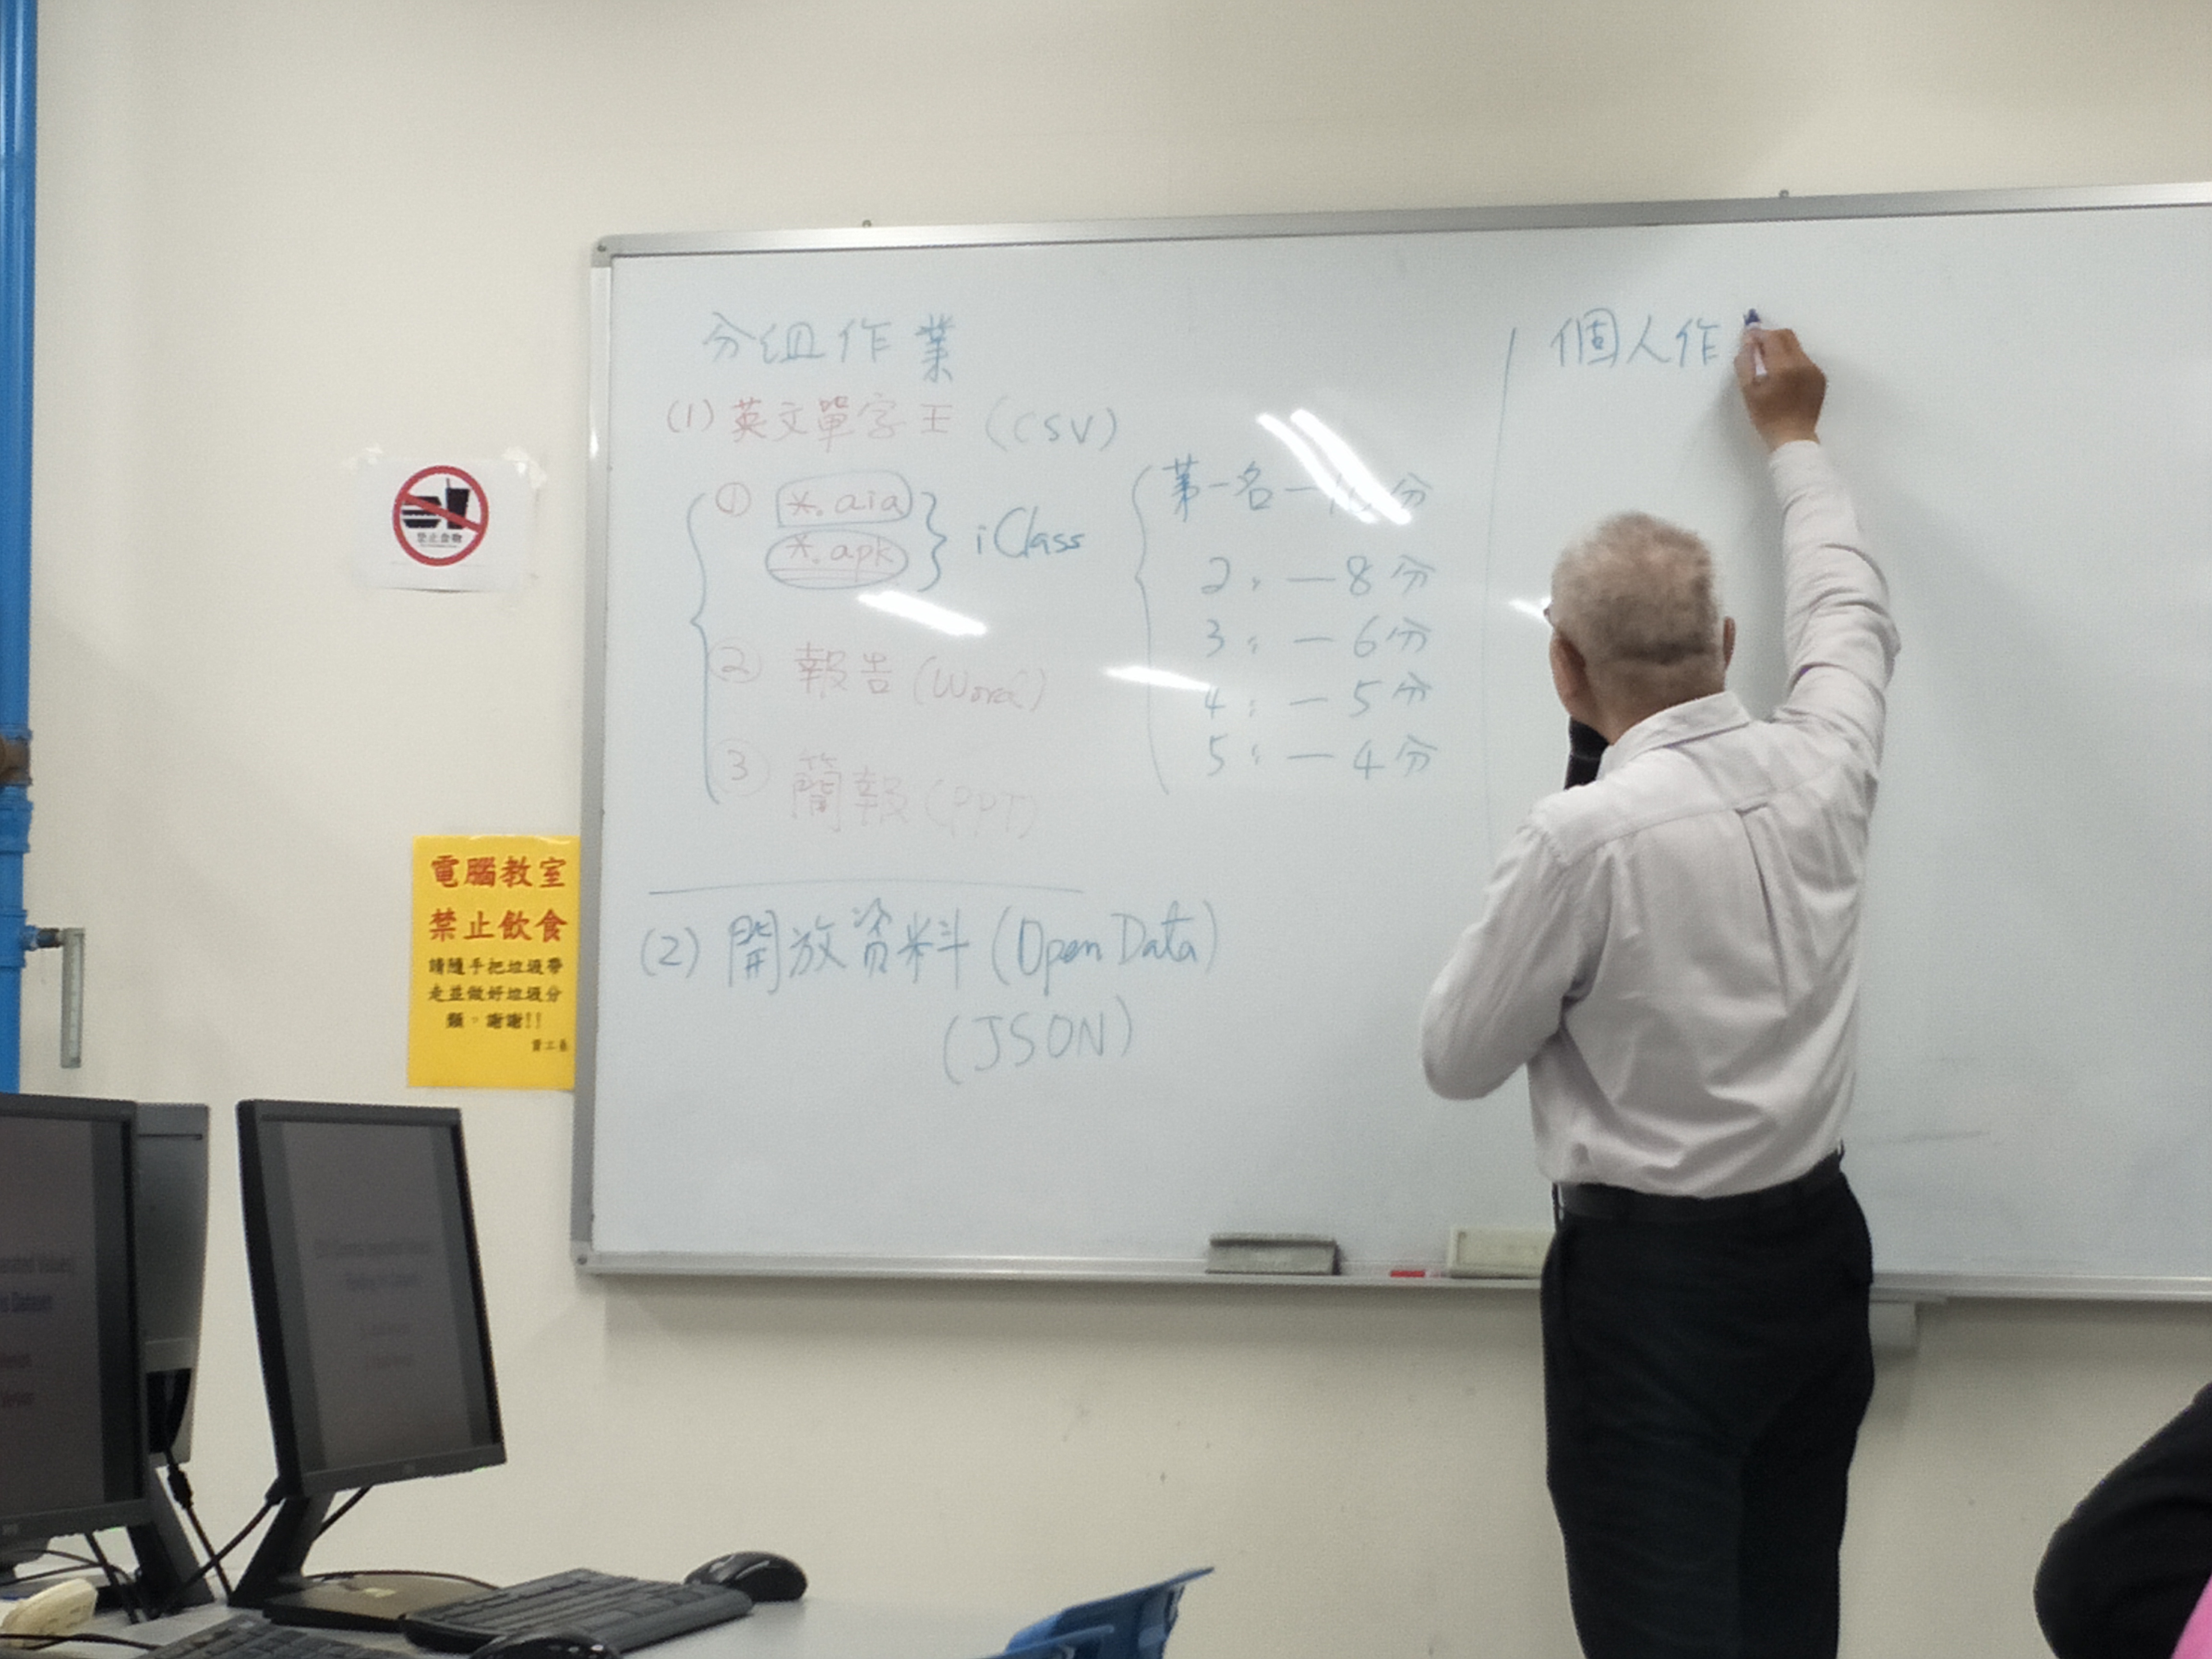 分組作業
(1) 英文單字王 (CSV)
① *.aia
*.apk
iClass
② 報告 (Word)
③ 簡報 (PPT)
第一名 — 10分
2 : — 8分
3 : — 6分
4 : — 5分
5 : — 4分
(2) 開放資料 (Open Data)
(JSON)
個人作
禁止食物
電腦教室
禁止飲食
請隨手把垃圾帶
走並做好垃圾分
類。謝謝!!